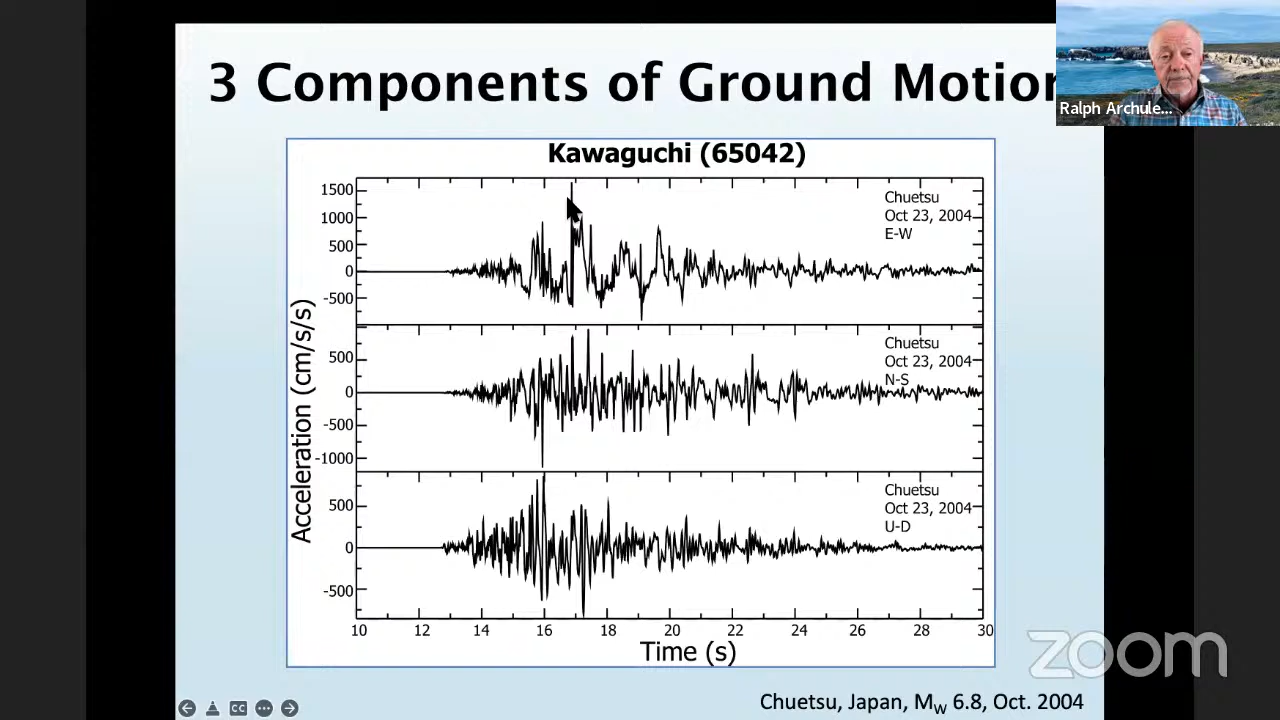 3 Components of Ground Motion
Ralph Archule...
Kawaguchi (65042)
Acceleration (cm/s/s)
1500
1000
500
0
-500
Chuetsu
Oct 23, 2004
E-W
500
0
-500
-1000
Chuetsu
Oct 23, 2004
N-S
500
0
-500
Chuetsu
Oct 23, 2004
U-D
10 12 14 16 18 20 22 24 26 28 30
Time (s)
zoom
CC
Chuetsu, Japan, MW 6.8, Oct. 2004